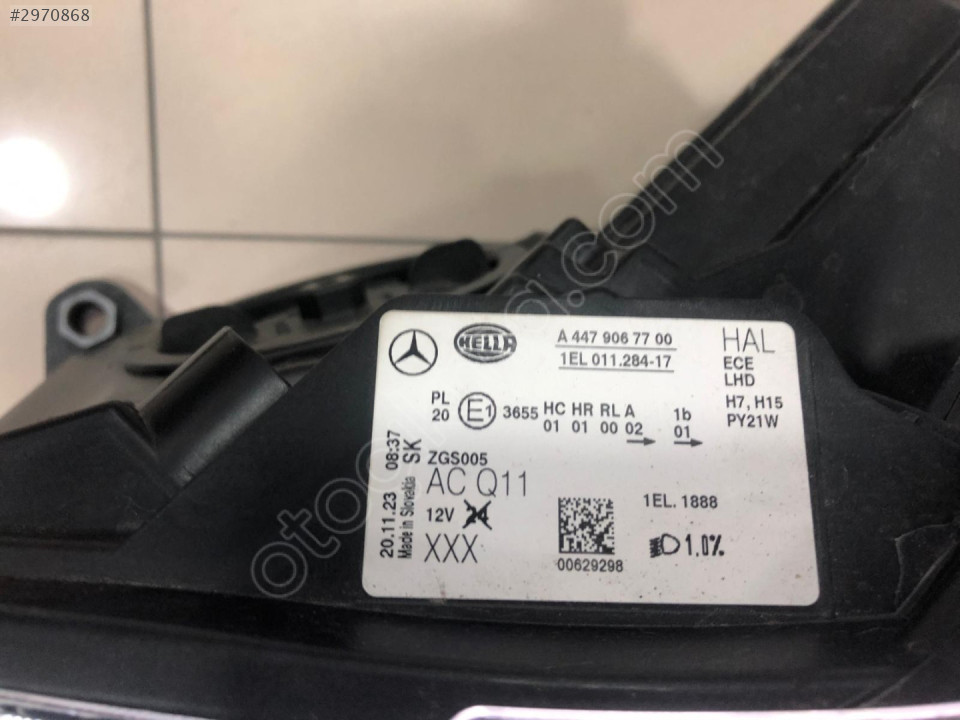 #2970868
HELLA
A 447 906 77 00
1EL 011.284-17
HAL
ECE
LHD
H7, H15
PY21W
PL
20
E1
3655
HC HR RL A
01 01 00 02
1b
01
ZGS005
AC Q11
12V 24
XXX
20.11.23 08:37
Made in Slovakia SK
00629298
1EL. 1888
1.0%